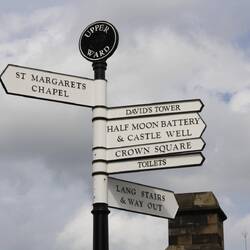 UPPER
WARD
ST MARGARETS
CHAPEL
DAVID'S TOWER
HALF MOON BATTERY
& CASTLE WELL
CROWN SQUARE
TOILETS
LANG STAIRS
& WAY OUT